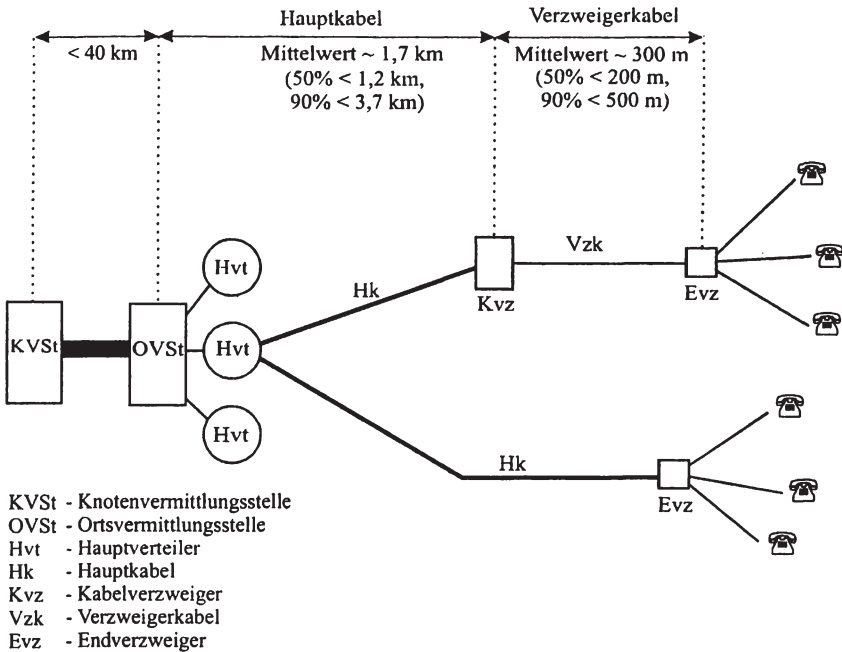 Hauptkabel
Verzweigerkabel
< 40 km
Mittelwert ~ 1,7 km
(50% < 1,2 km,
90% < 3,7 km)
Mittelwert ~ 300 m
(50% < 200 m,
90% < 500 m)
Hvt
Hk
Kvz
Vzk
Evz
KVSt
OVSt
Hvt
Hvt
Hk
Evz
KVSt - Knotenvermittlungsstelle
OVSt - Ortsvermittlungsstelle
Hvt - Hauptverteiler
Hk - Hauptkabel
Kvz - Kabelverzweiger
Vzk - Verzweigerkabel
Evz - Endverzweiger